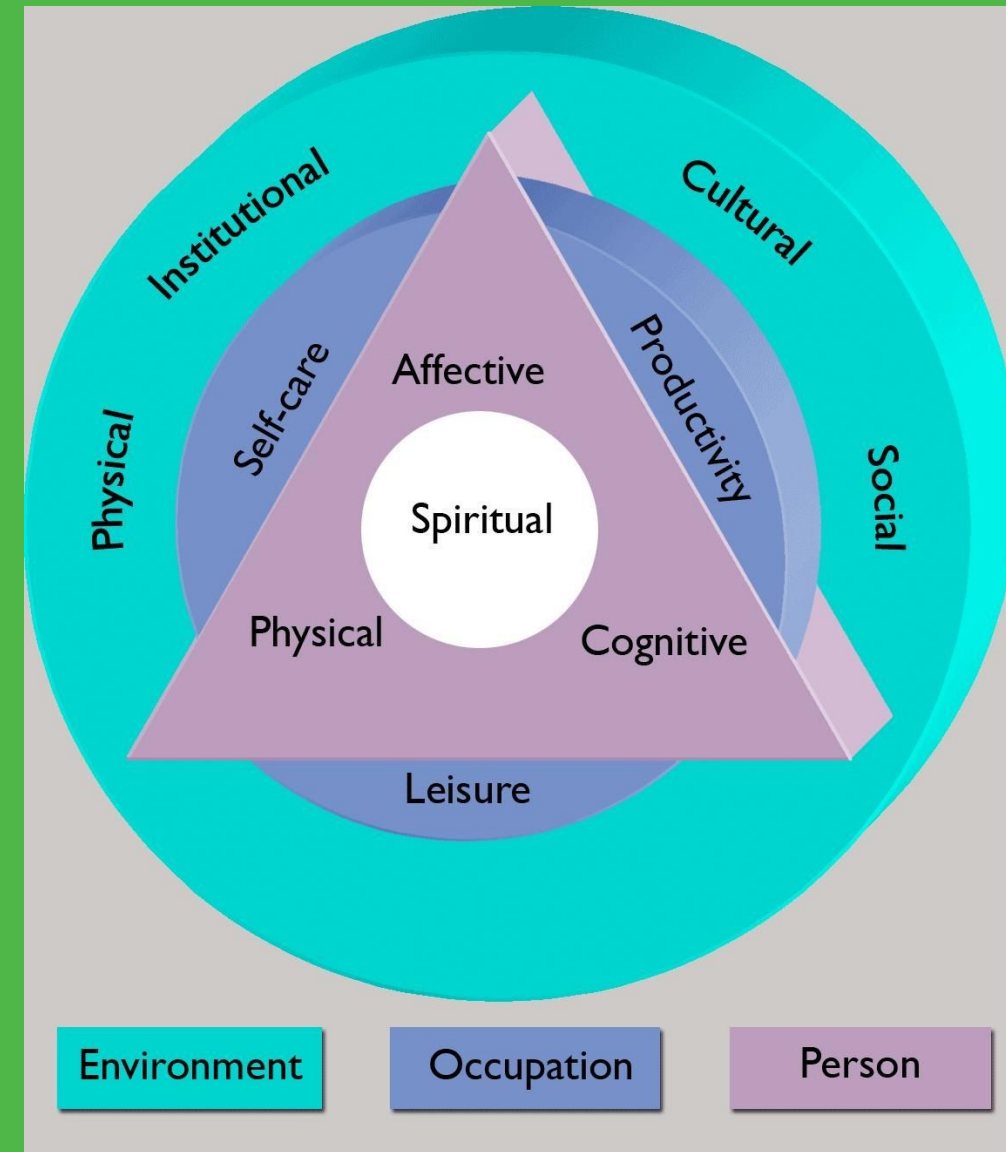 Institutional
Cultural
Physical
Self-care
Affective
Productivity
Social
Spiritual
Physical
Cognitive
Leisure
Environment
Occupation
Person